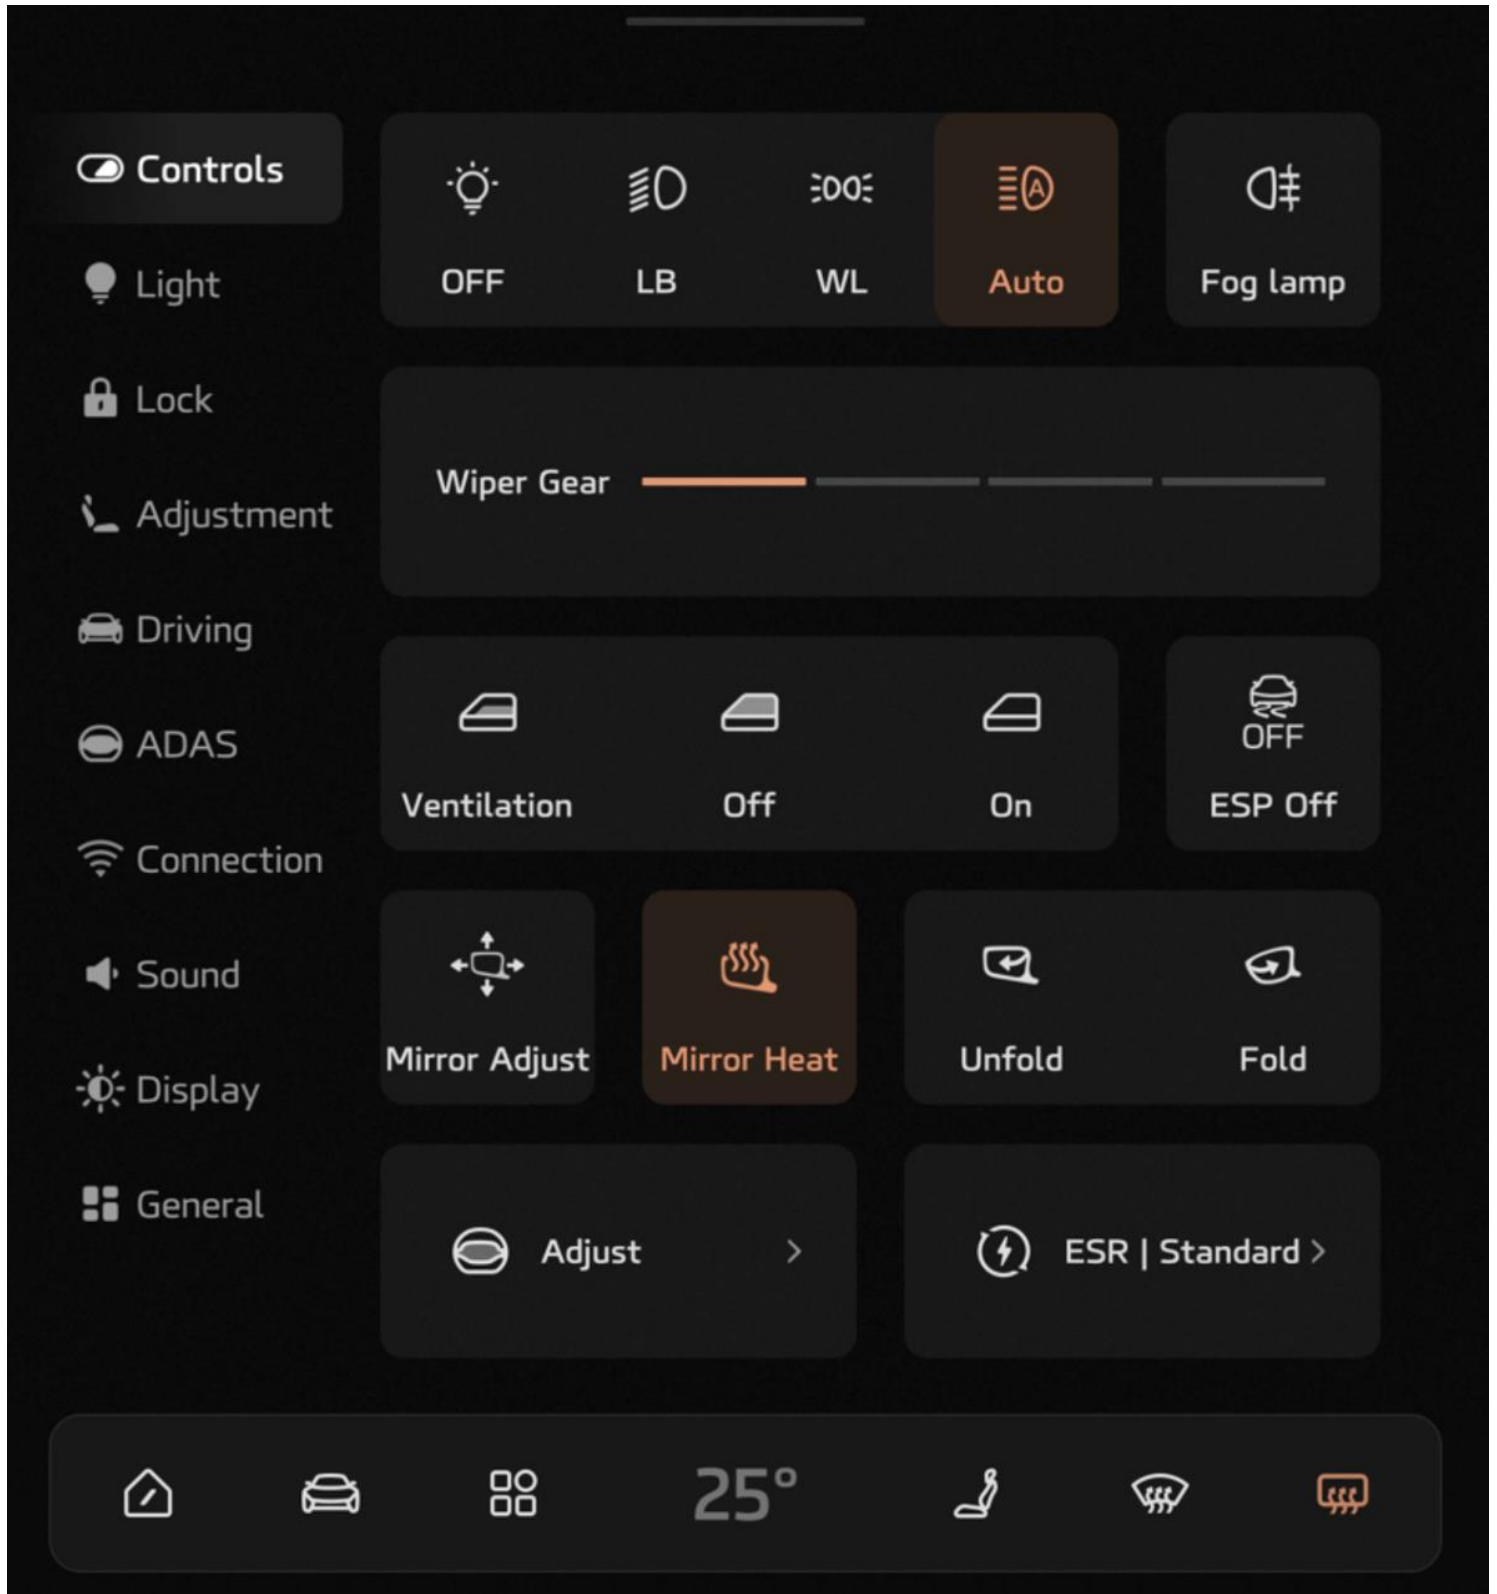 Controls
Light
Lock
Adjustment
Driving
ADAS
Connection
Sound
Display
General
OFF
LB
WL
A
Auto
Fog lamp
Wiper Gear
Ventilation
Off
On
OFF
ESP Off
Mirror Adjust
Mirror Heat
Unfold
Fold
Adjust
ESR | Standard
25°